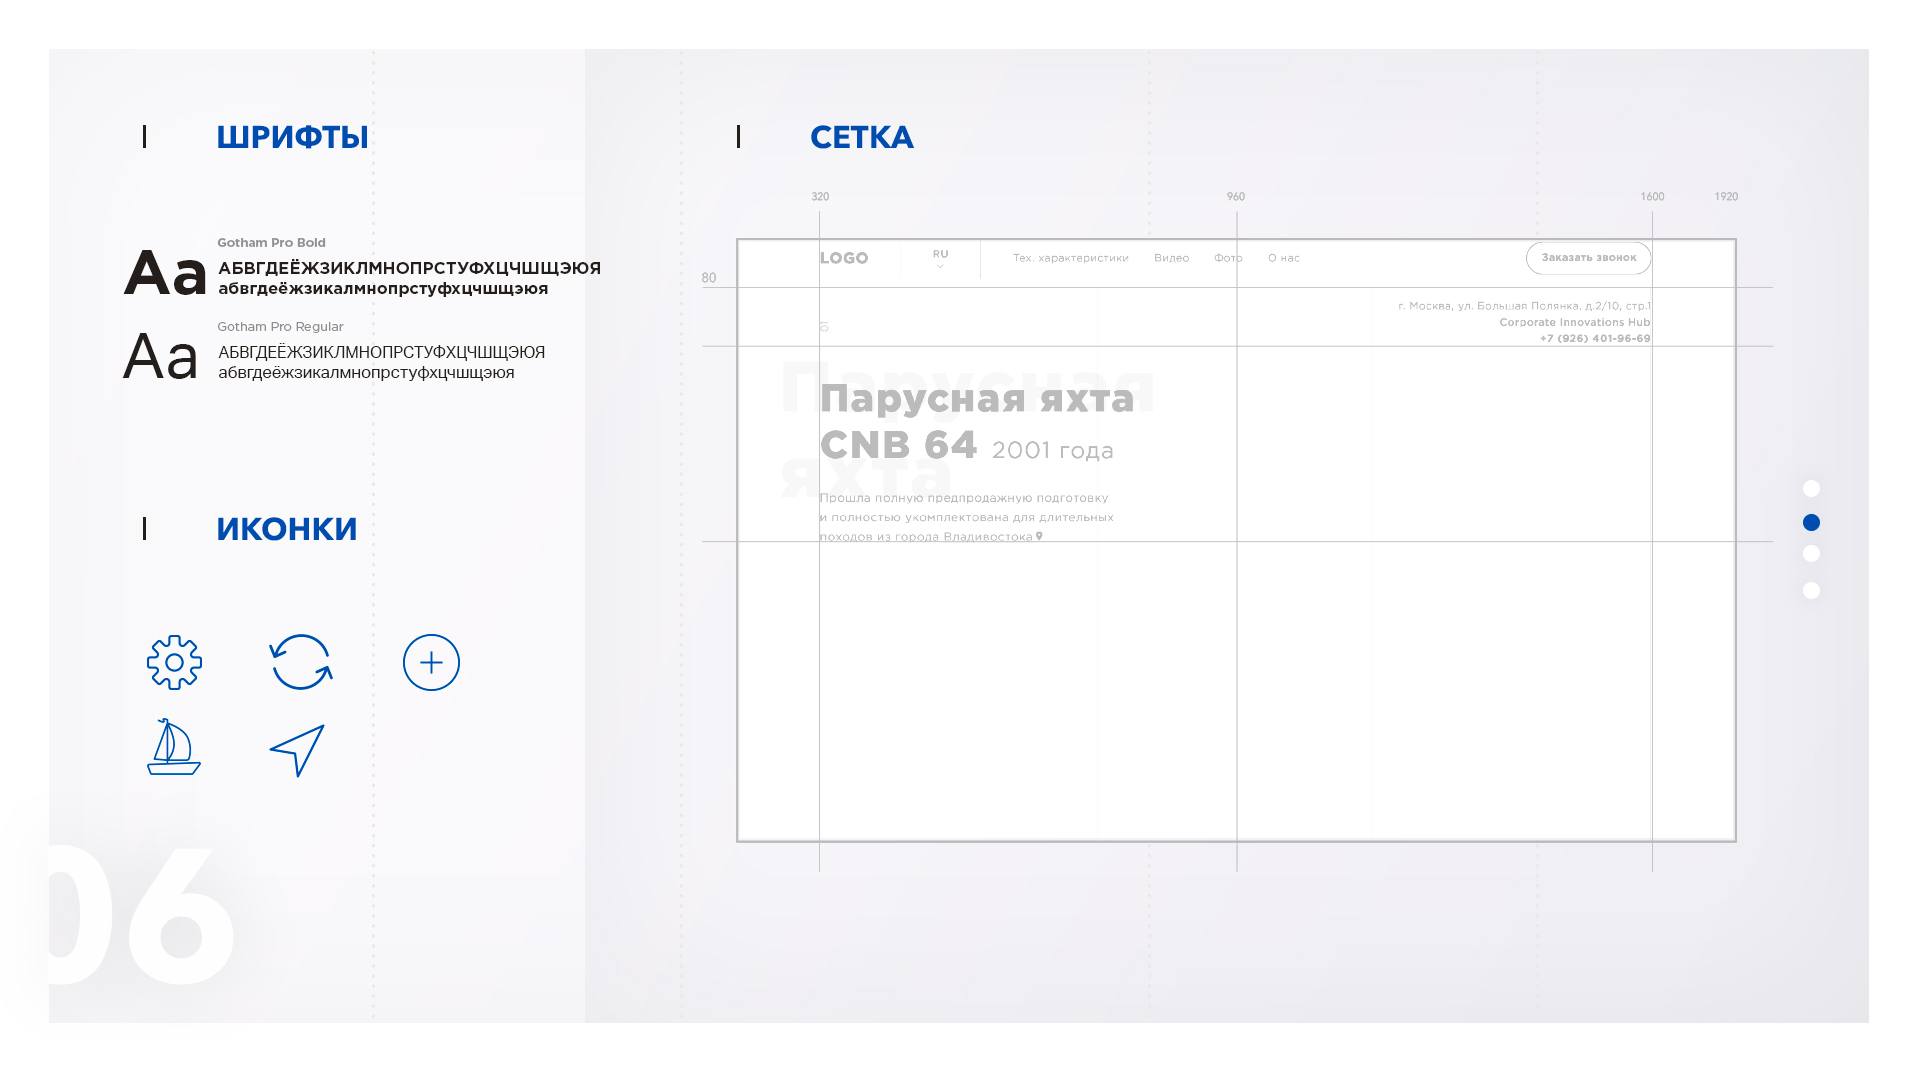 ШРИФТЫ
Gotham Pro Bold
Aa
АБВГДЕЁЖЗИКЛМНОПРСТУФХЦЧШЩЭЮЯ
абвгдеёжзикалмнопрстуфхцчшщэюя
Gotham Pro Regular
Aa
АБВГДЕЁЖЗИКЛМНОПРСТУФХЦЧШЩЭЮЯ
абвгдеёжзикалмнопрстуфхцчшщэюя
ИКОНКИ
06
СЕТКА
320
960
1600
1920
80
LOGO
RU
Тех. характеристики
Видео
Фото
О нас
Заказать звонок
г. Москва, ул. Большая Полянка, д.2/10, стр.1
Corporate Innovations Hub
+7 (926) 401-96-69
01
Парусная
яхта
Парусная яхта
CNB 64 2001 года
Прошла полную предпродажную подготовку
и полностью укомплектована для длительных
походов из города Владивостока